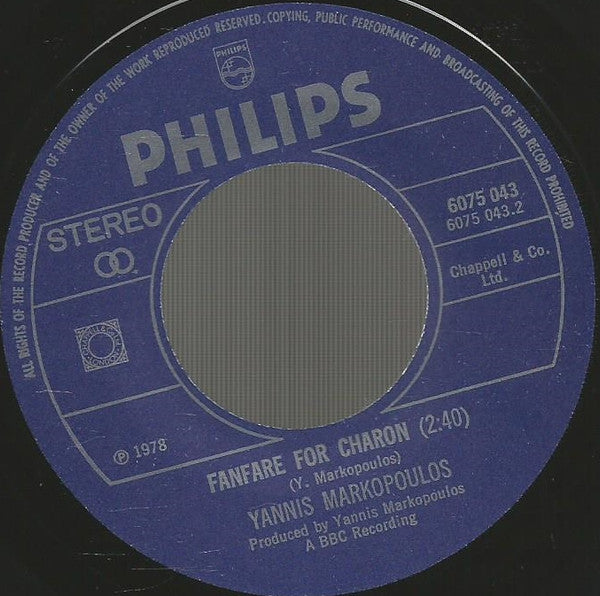 ALL RIGHTS OF THE RECORD PRODUCER AND OF THE OWNER OF THE WORK REPRODUCED RESERVED. COPYING, PUBLIC PERFORMANCE AND BROADCASTING OF THIS RECORD PROHIBITED
PHILIPS
PHILIPS
STEREO
6075 043
6075 043.2
Chappell & Co.
Ltd.
℗ 1978
FANFARE FOR CHARON (2:40)
(Y. Markopoulos)
YANNIS MARKOPOULOS
Produced by Yannis Markopoulos
A BBC Recording